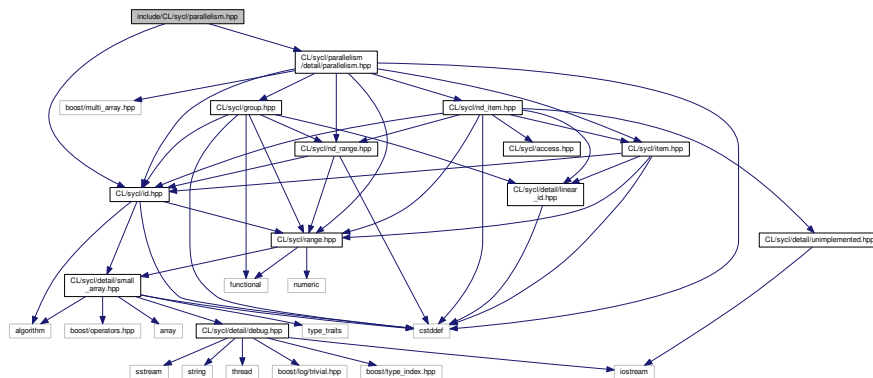 include/CL/sycl/parallelism.hpp
CL/sycl/parallelism
/detail/parallelism.hpp
boost/multi_array.hpp
CL/sycl/group.hpp
CL/sycl/nd_item.hpp
CL/sycl/nd_range.hpp
CL/sycl/access.hpp
CL/sycl/item.hpp
CL/sycl/id.hpp
CL/sycl/detail/linear
_id.hpp
CL/sycl/range.hpp
CL/sycl/detail/unimplemented.hpp
CL/sycl/detail/small
_array.hpp
functional
numeric
algorithm
boost/operators.hpp
array
CL/sycl/detail/debug.hpp
type_traits
cstddef
sstream
string
thread
boost/log/trivial.hpp
boost/type_index.hpp
iostream